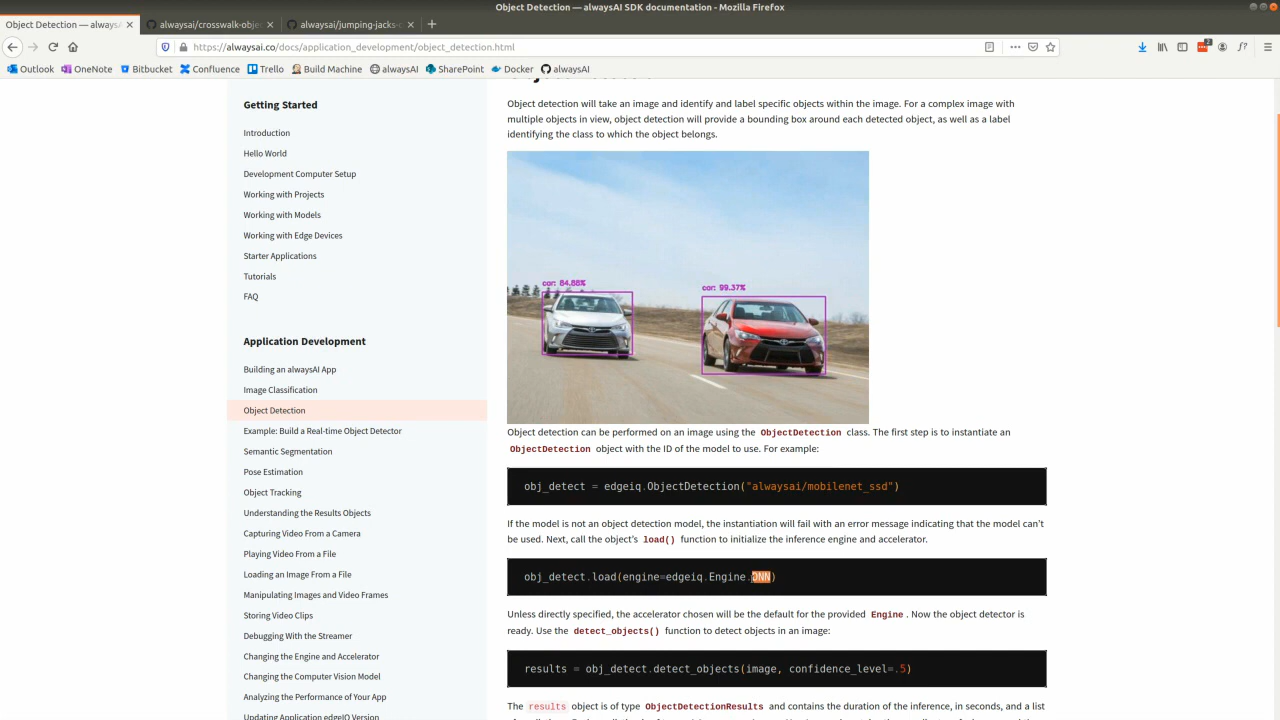 Object Detection — alwaysAI SDK documentation - Mozilla Firefox
Object Detection — alwaysA
alwaysai/crosswalk-obje
alwaysai/jumping-jacks-c
https://alwaysai.co/docs/application_development/object_detection.html
Outlook OneNote Bitbucket Confluence Trello Build Machine alwaysAI SharePoint Docker alwaysAI
Getting Started
Introduction
Hello World
Development Computer Setup
Working with Projects
Working with Models
Working with Edge Devices
Starter Applications
Tutorials
FAQ
Application Development
Building an alwaysAI App
Image Classification
Object Detection
Example: Build a Real-time Object Detector
Semantic Segmentation
Pose Estimation
Object Tracking
Understanding the Results Objects
Capturing Video From a Camera
Playing Video From a File
Loading an Image From a File
Manipulating Images and Video Frames
Storing Video Clips
Debugging With the Streamer
Changing the Engine and Accelerator
Changing the Computer Vision Model
Analyzing the Performance of Your App
Updating Application edgeIQ Version
Object detection will take an image and identify and label specific objects within the image. For a complex image with
multiple objects in view, object detection will provide a bounding box around each detected object, as well as a label
identifying the class to which the object belongs.
car: 84.88%
car: 99.37%
Object detection can be performed on an image using the ObjectDetection class. The first step is to instantiate an
ObjectDetection object with the ID of the model to use. For example:
obj_detect = edgeiq.ObjectDetection("alwaysai/mobilenet_ssd")
If the model is not an object detection model, the instantiation will fail with an error message indicating that the model can't
be used. Next, call the object's load() function to initialize the inference engine and accelerator.
obj_detect.load(engine=edgeiq.Engine.DNN)
Unless directly specified, the accelerator chosen will be the default for the provided Engine . Now the object detector is
ready. Use the detect_objects() function to detect objects in an image:
results = obj_detect.detect_objects(image, confidence_level=.5)
The results object is of type ObjectDetectionResults and contains the duration of the inference, in seconds, and a list